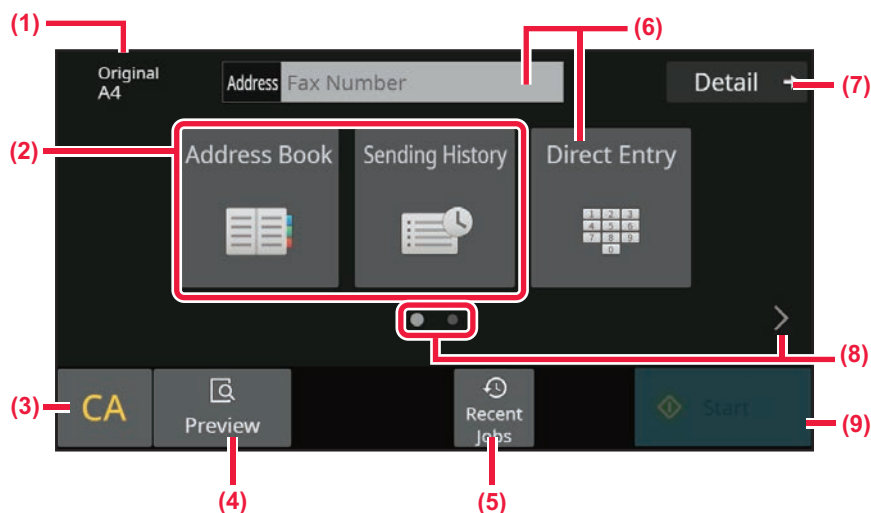 (1)
(6)
Original
A4
Address Fax Number
Detail
(7)
(2)
Address Book
Sending History
Direct Entry
1 2 3
4 5 6
7 8 9
0
(8)
(3)
CA
Preview
Recent
Jobs
Start
(9)
(4)
(5)